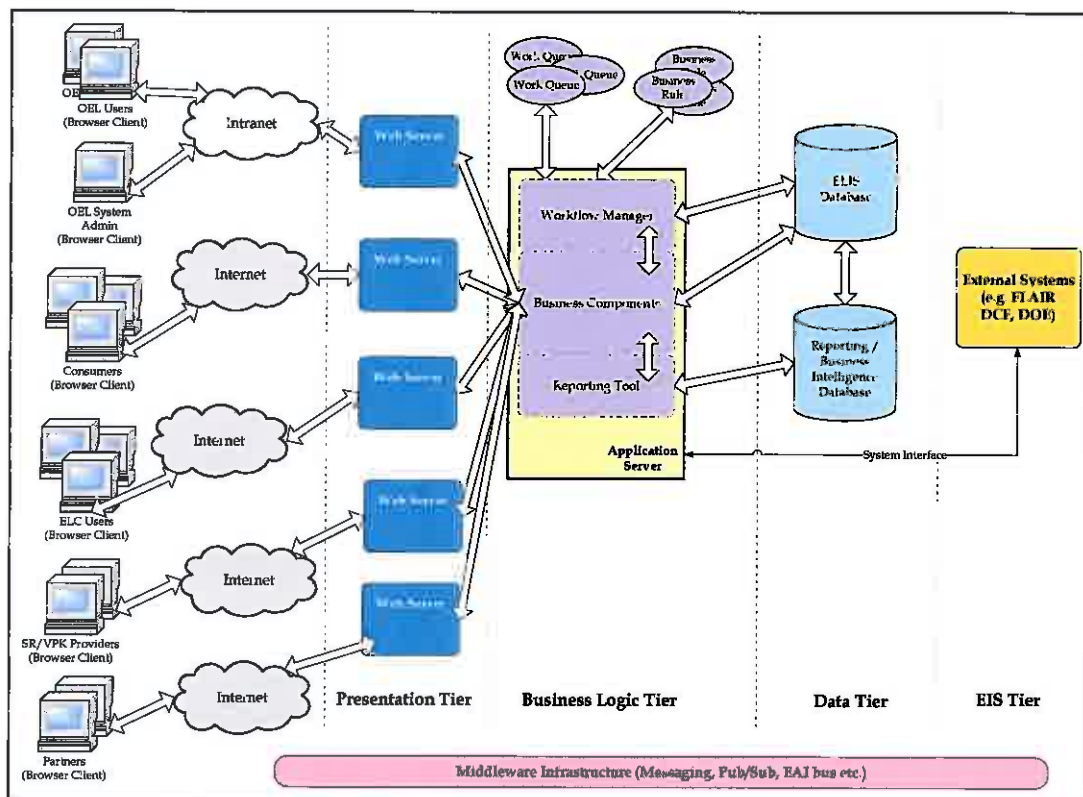 OEL Users
(Browser Client)
Intranet
OEL System
Admin
(Browser Client)
Internet
Consumers
(Browser Client)
Internet
ELC Users
(Browser Client)
Internet
SR/VPK Providers
(Browser Client)
Internet
Partners
(Browser Client)
Web Server
Web Server
Web Server
Web Server
Web Server
Presentation Tier
Work Queue
Queue
Work Queue
Business
Business
Rule
Workflow Manager
Business Components
Reporting Tool
Application
Server
Business Logic Tier
ELIS
Database
Reporting /
Business
Intelligence
Database
System Interface
Data Tier
External Systems
(e.g. FLAIR
DCF, DOE)
EIS Tier
Middleware Infrastructure (Messaging, Pub/Sub, EAI bus etc.)